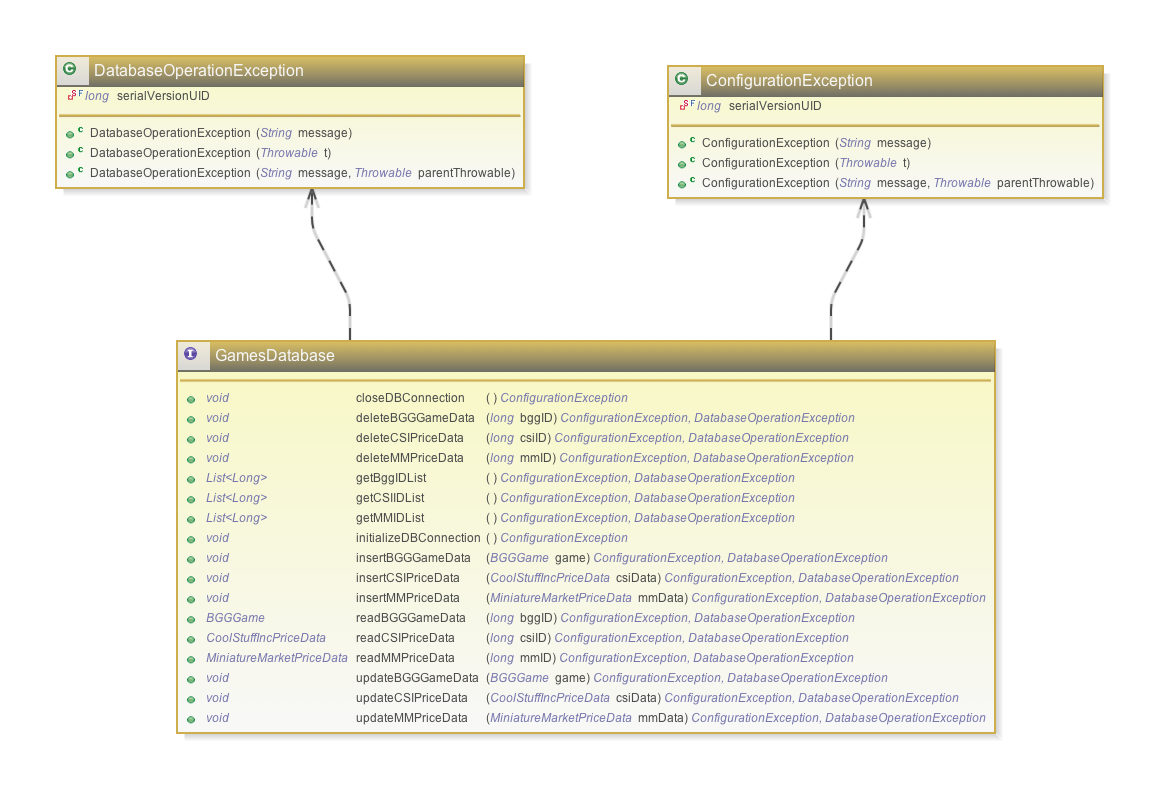 C DatabaseOperationException
S F long serialVersionUID
c DatabaseOperationException (String message)
c DatabaseOperationException (Throwable t)
c DatabaseOperationException (String message, Throwable parentThrowable)
C ConfigurationException
S F long serialVersionUID
c ConfigurationException (String message)
c ConfigurationException (Throwable t)
c ConfigurationException (String message, Throwable parentThrowable)
I GamesDatabase
void closeDBConnection ( ) ConfigurationException
void deleteBGGGameData (long bggID) ConfigurationException, DatabaseOperationException
void deleteCSIPriceData (long csiID) ConfigurationException, DatabaseOperationException
void deleteMMPriceData (long mmID) ConfigurationException, DatabaseOperationException
List<Long> getBggIDList ( ) ConfigurationException, DatabaseOperationException
List<Long> getCSIIDList ( ) ConfigurationException, DatabaseOperationException
List<Long> getMMIDList ( ) ConfigurationException, DatabaseOperationException
void initializeDBConnection ( ) ConfigurationException
void insertBGGGameData (BGGGame game) ConfigurationException, DatabaseOperationException
void insertCSIPriceData (CoolStuffIncPriceData csiData) ConfigurationException, DatabaseOperationException
void insertMMPriceData (MiniatureMarketPriceData mmData) ConfigurationException, DatabaseOperationException
BGGGame readBGGGameData (long bggID) ConfigurationException, DatabaseOperationException
CoolStuffIncPriceData readCSIPriceData (long csiID) ConfigurationException, DatabaseOperationException
MiniatureMarketPriceData readMMPriceData (long mmID) ConfigurationException, DatabaseOperationException
void updateBGGGameData (BGGGame game) ConfigurationException, DatabaseOperationException
void updateCSIPriceData (CoolStuffIncPriceData csiData) ConfigurationException, DatabaseOperationException
void updateMMPriceData (MiniatureMarketPriceData mmData) ConfigurationException, DatabaseOperationException